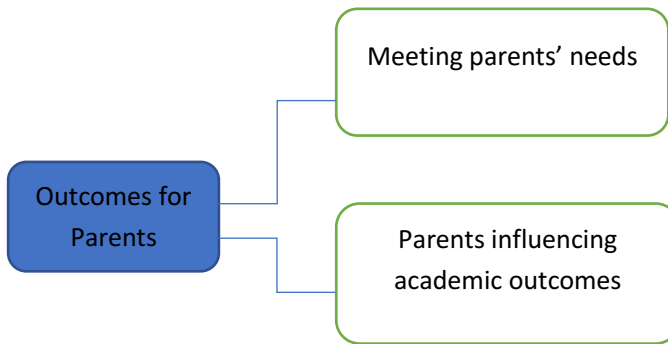 Meeting parents’ needs
Outcomes for
Parents
Parents influencing
academic outcomes